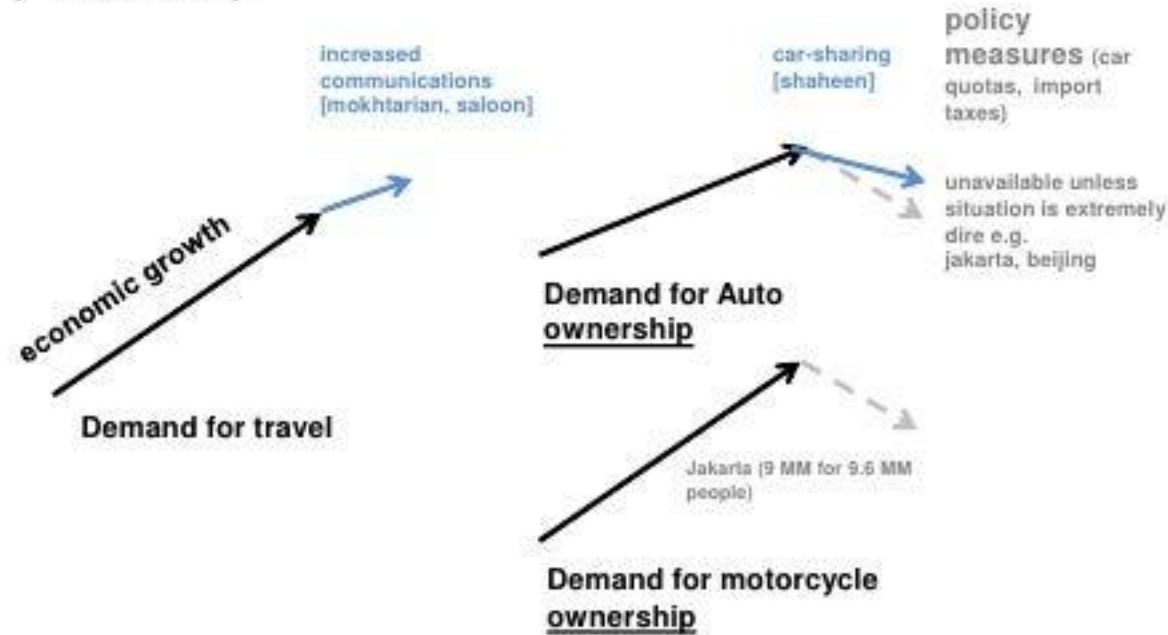 increased
communications
[mokhtarian, saloon]
car-sharing
[shaheen]
policy
measures (car
quotas, import
taxes)
economic growth
unavailable unless
situation is extremely
dire e.g.
jakarta, beijing
Demand for travel
Demand for Auto
ownership
Jakarta (9 MM for 9.6 MM
people)
Demand for motorcycle
ownership